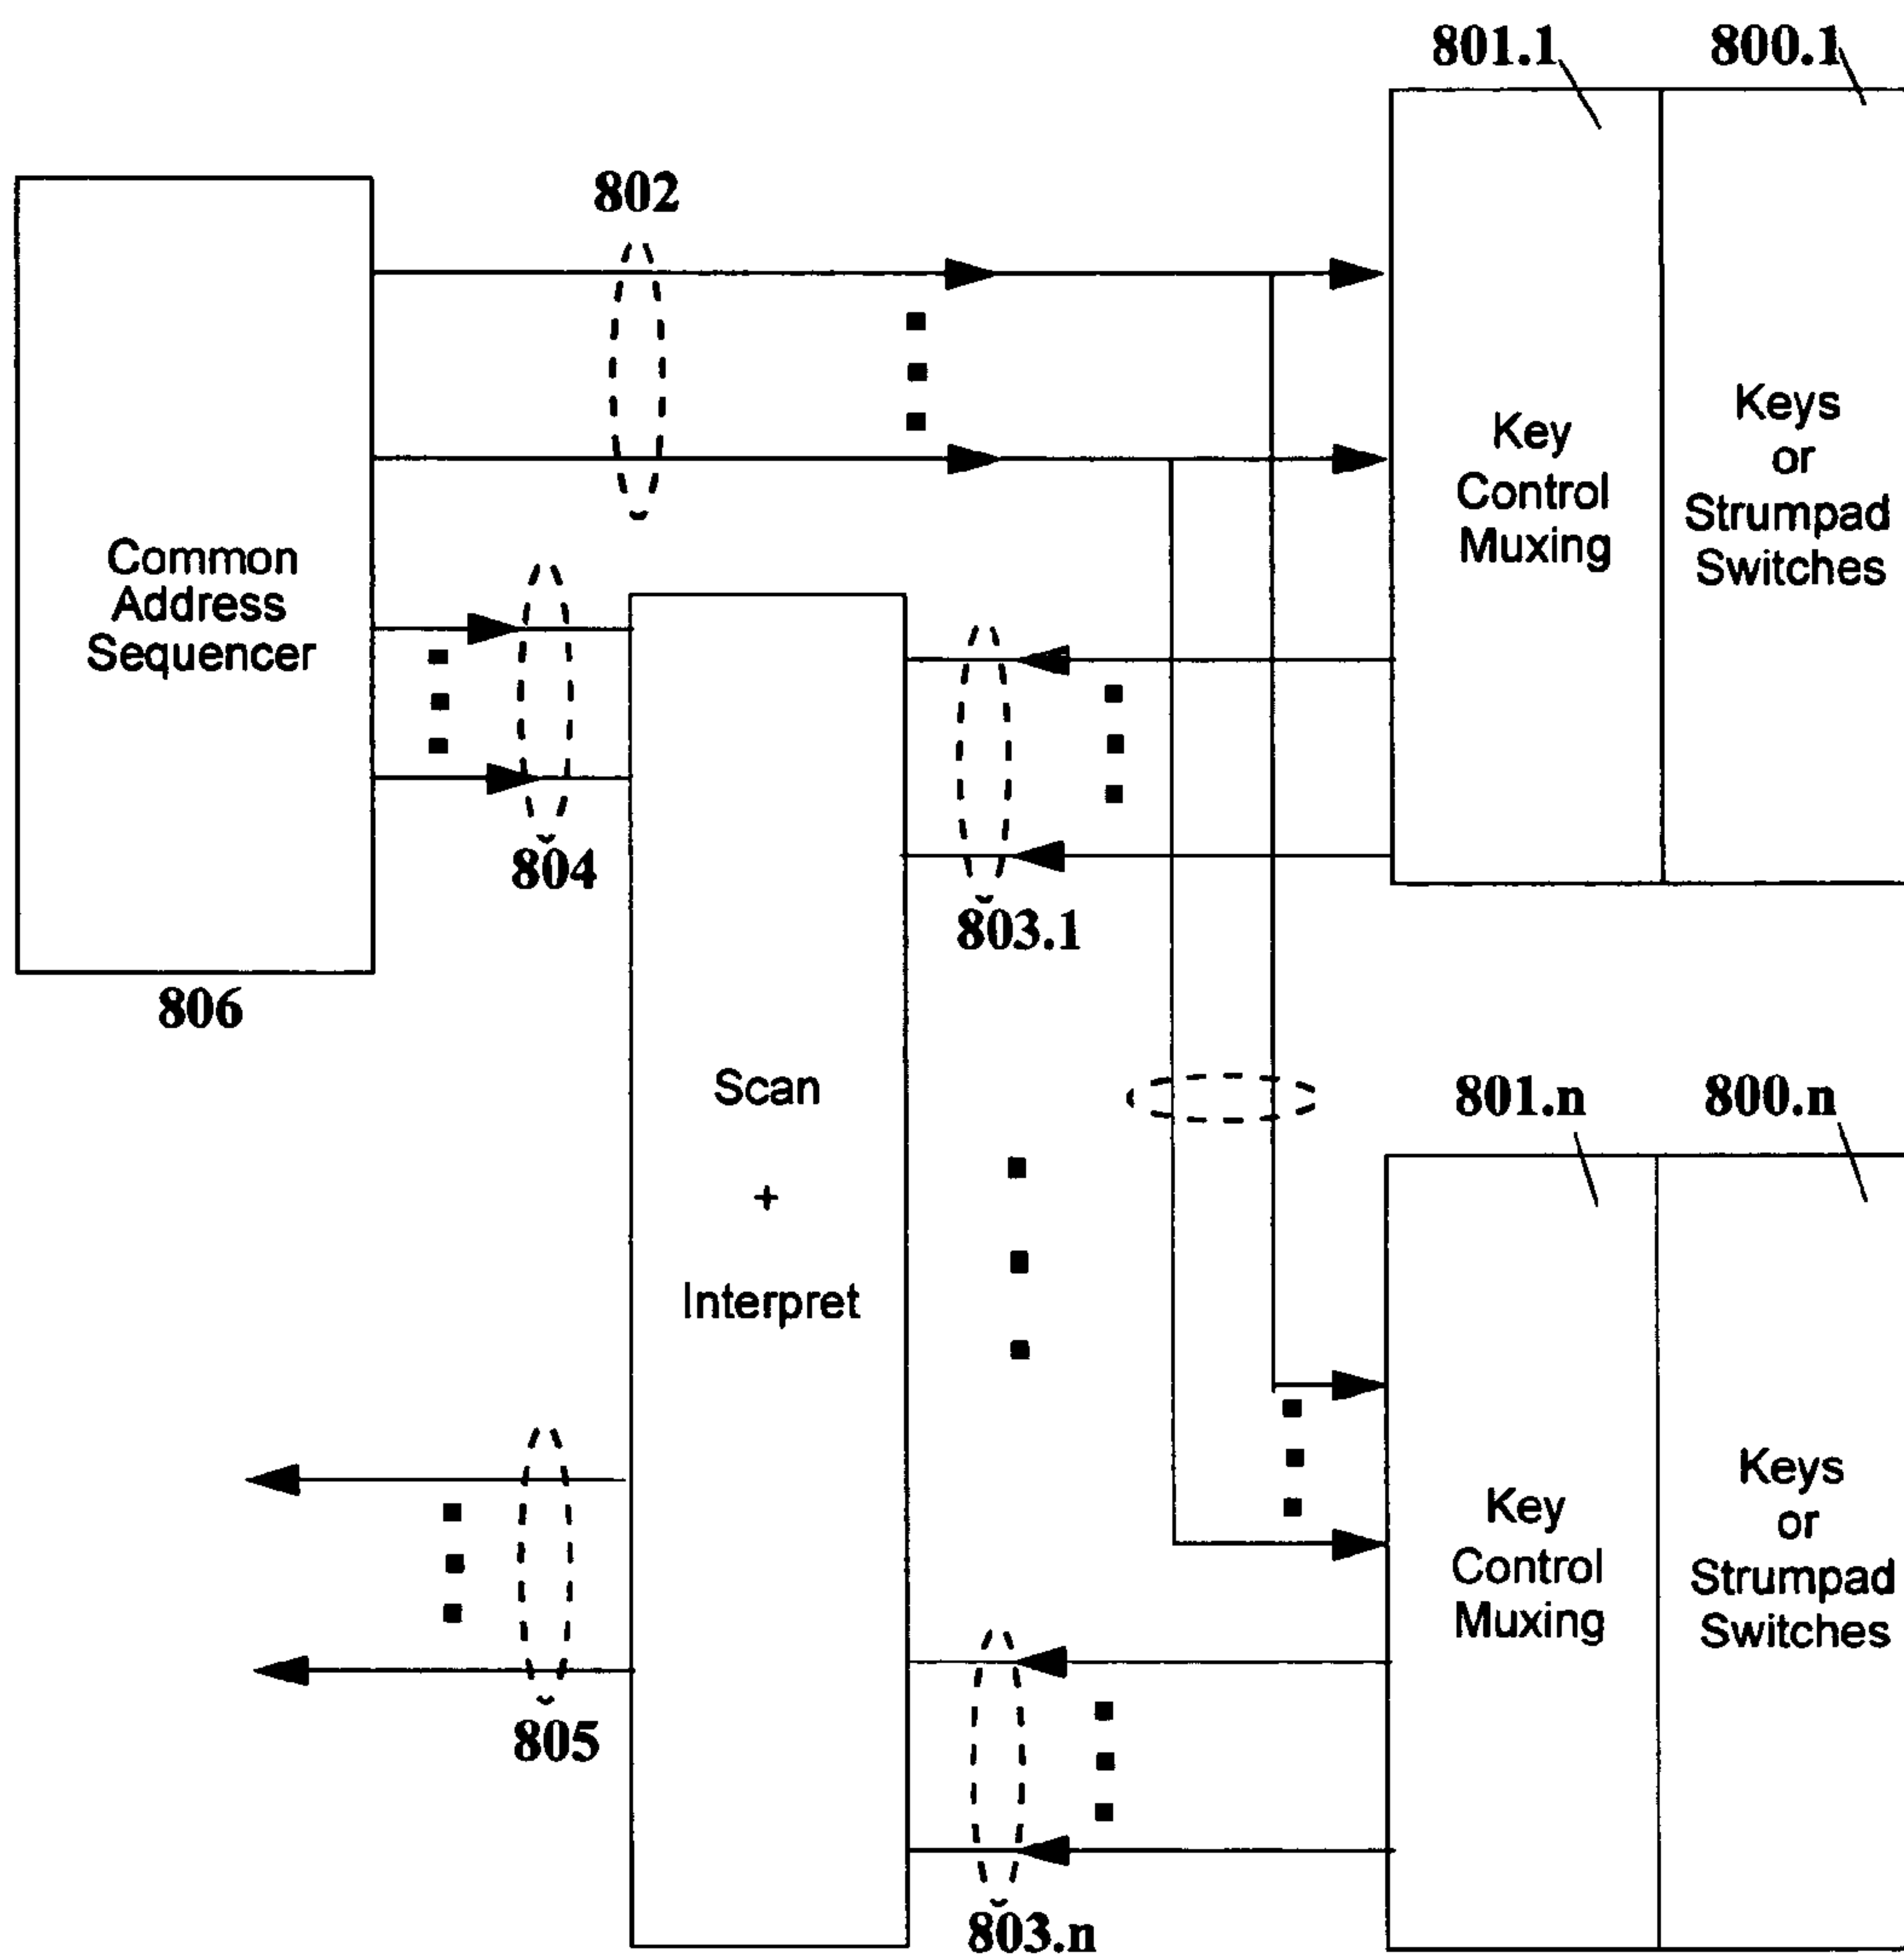 801.1
800.1
802
Common
Address
Sequencer
Key
Control
Muxing
Keys
or
Strumpad
Switches
804
803.1
806
Scan
+
Interpret
801.n
800.n
Key
Control
Muxing
Keys
or
Strumpad
Switches
805
803.n